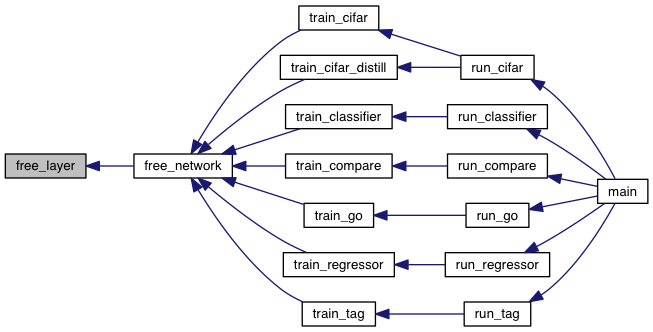 free_layer
free_network
train_cifar
train_cifar_distill
train_classifier
train_compare
train_go
train_regressor
train_tag
run_cifar
run_classifier
run_compare
run_go
run_regressor
run_tag
main